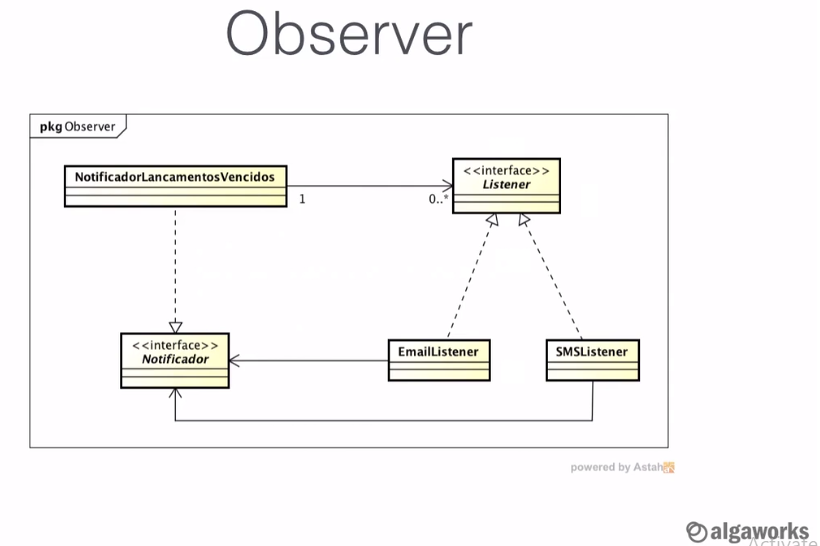 Observer
pkg Observer
NotificadorLancamentosVencidos
<<interface>>
Listener
1
0..*
<<interface>>
Notificador
EmailListener
SMSListener
powered by Astah
algaworks
Activate